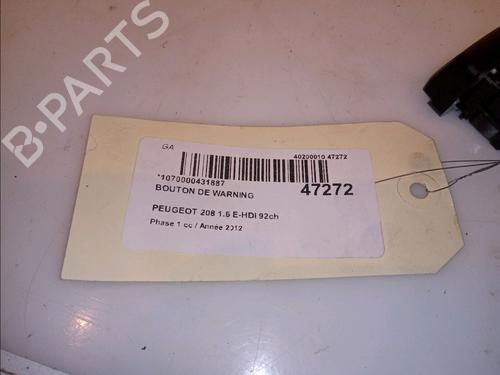 B-PARTS
GA
40200010 47272
*1070000431887
BOUTON DE WARNING
47272
PEUGEOT 208 1.6 E-HDI 92ch
Phase 1 cc / Année 2012